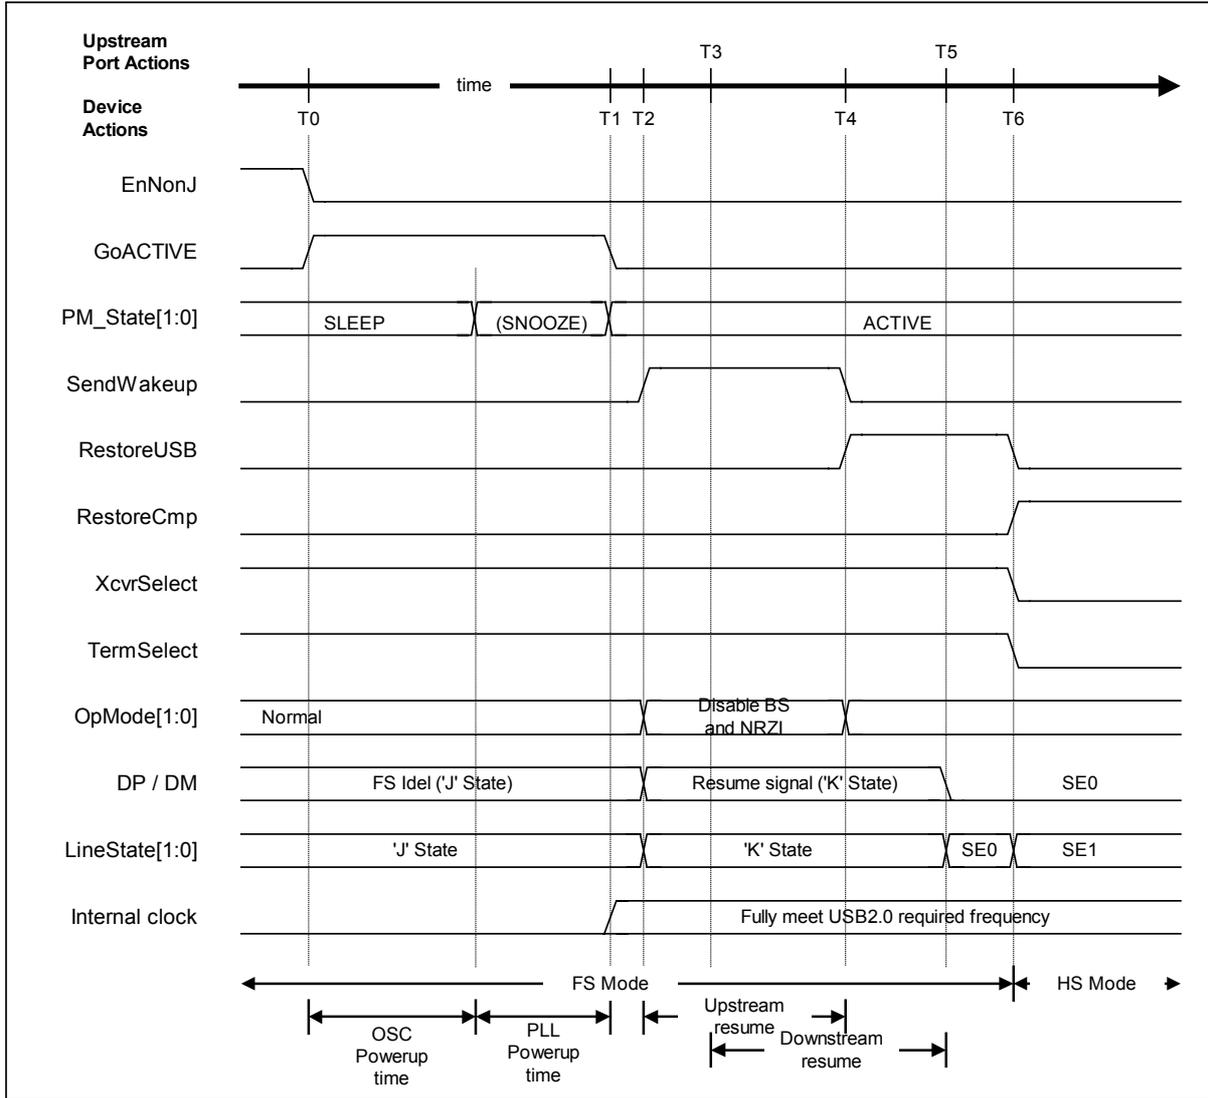 Upstream
Port Actions
T3
T5
time
Device
Actions
T0
T1
T2
T4
T6
EnNonJ
GoACTIVE
PM_State[1:0]
SLEEP
(SNOOZE)
ACTIVE
SendWakeup
RestoreUSB
RestoreCmp
XcvrSelect
TermSelect
OpMode[1:0]
Normal
Disable BS
and NRZI
DP / DM
FS Idel ('J' State)
Resume signal ('K' State)
SE0
LineState[1:0]
'J' State
'K' State
SE0
SE1
Internal clock
Fully meet USB2.0 required frequency
FS Mode
HS Mode
OSC
Powerup
time
PLL
Powerup
time
Upstream
resume
Downstream
resume